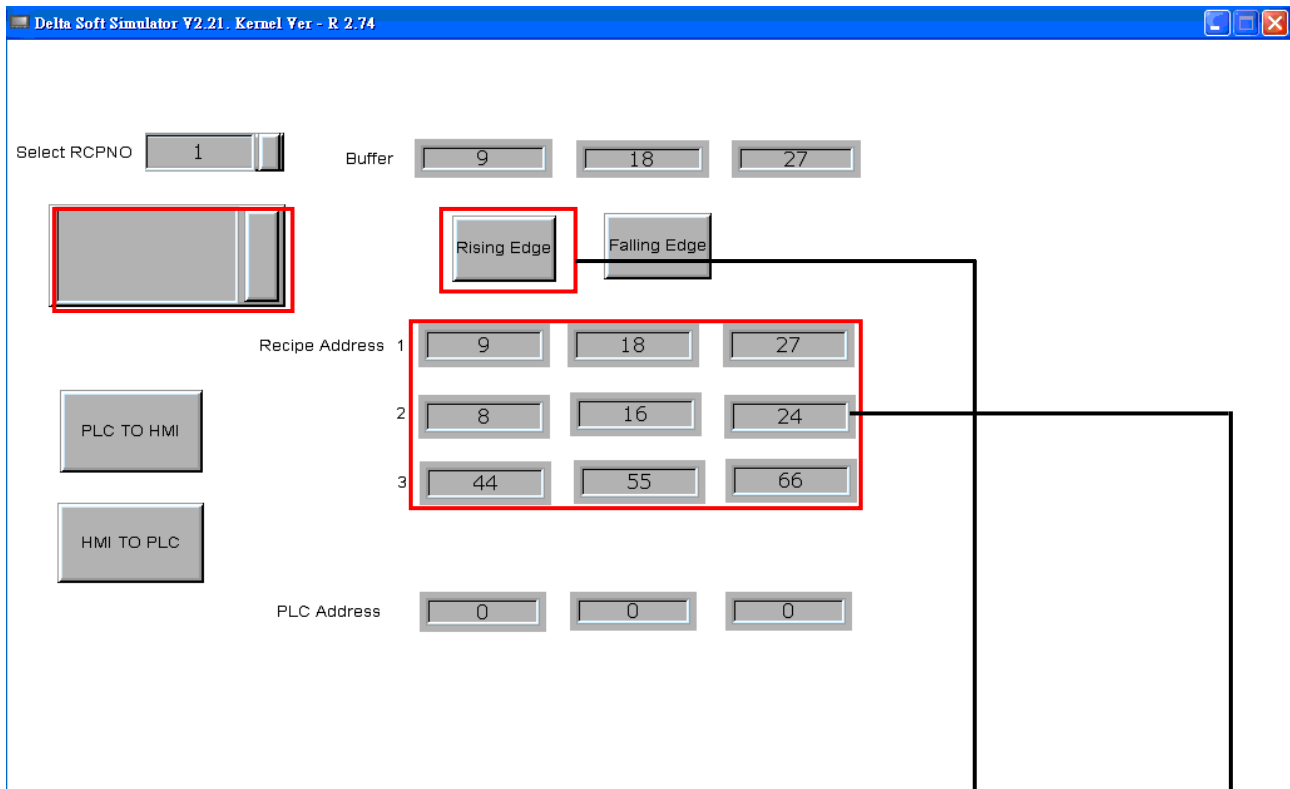 Delta Soft Simulator V2.21. Kernel Ver - R 2.74
Select RCPNO 1 Buffer 9 18 27
Rising Edge Falling Edge
Recipe Address 1 9 18 27
2 8 16 24
PLC TO HMI
3 44 55 66
HMI TO PLC
PLC Address 0 0 0